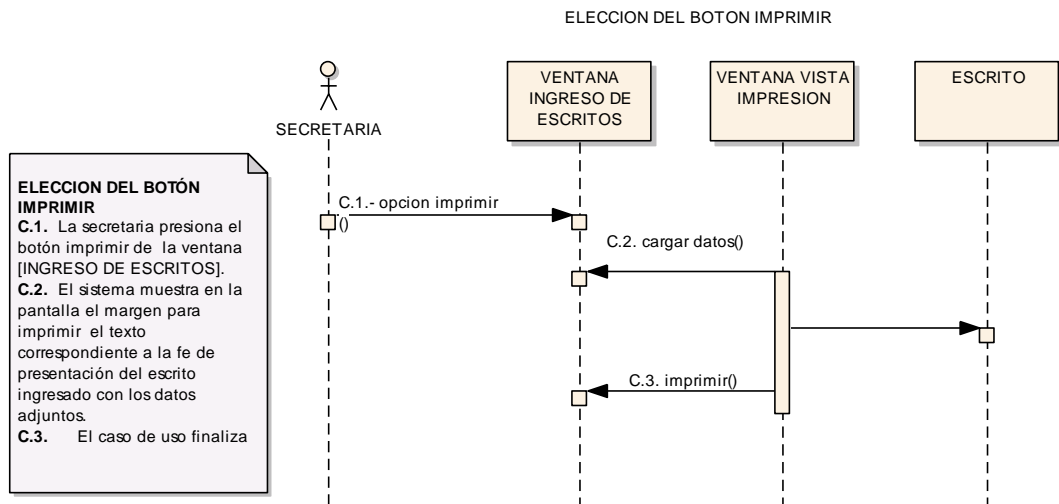 ELECCION DEL BOTON IMPRIMIR
SECRETARIA
VENTANA
INGRESO DE
ESCRITOS
VENTANA VISTA
IMPRESION
ESCRITO
ELECCION DEL BOTÓN
IMPRIMIR
C.1. La secretaria presiona el
botón imprimir de la ventana
[INGRESO DE ESCRITOS].
C.2. El sistema muestra en la
pantalla el margen para
imprimir el texto
correspondiente a la fe de
presentación del escrito
ingresado con los datos
adjuntos.
C.3. El caso de uso finaliza
C.1.- opcion imprimir
()
C.2. cargar datos()
C.3. imprimir()